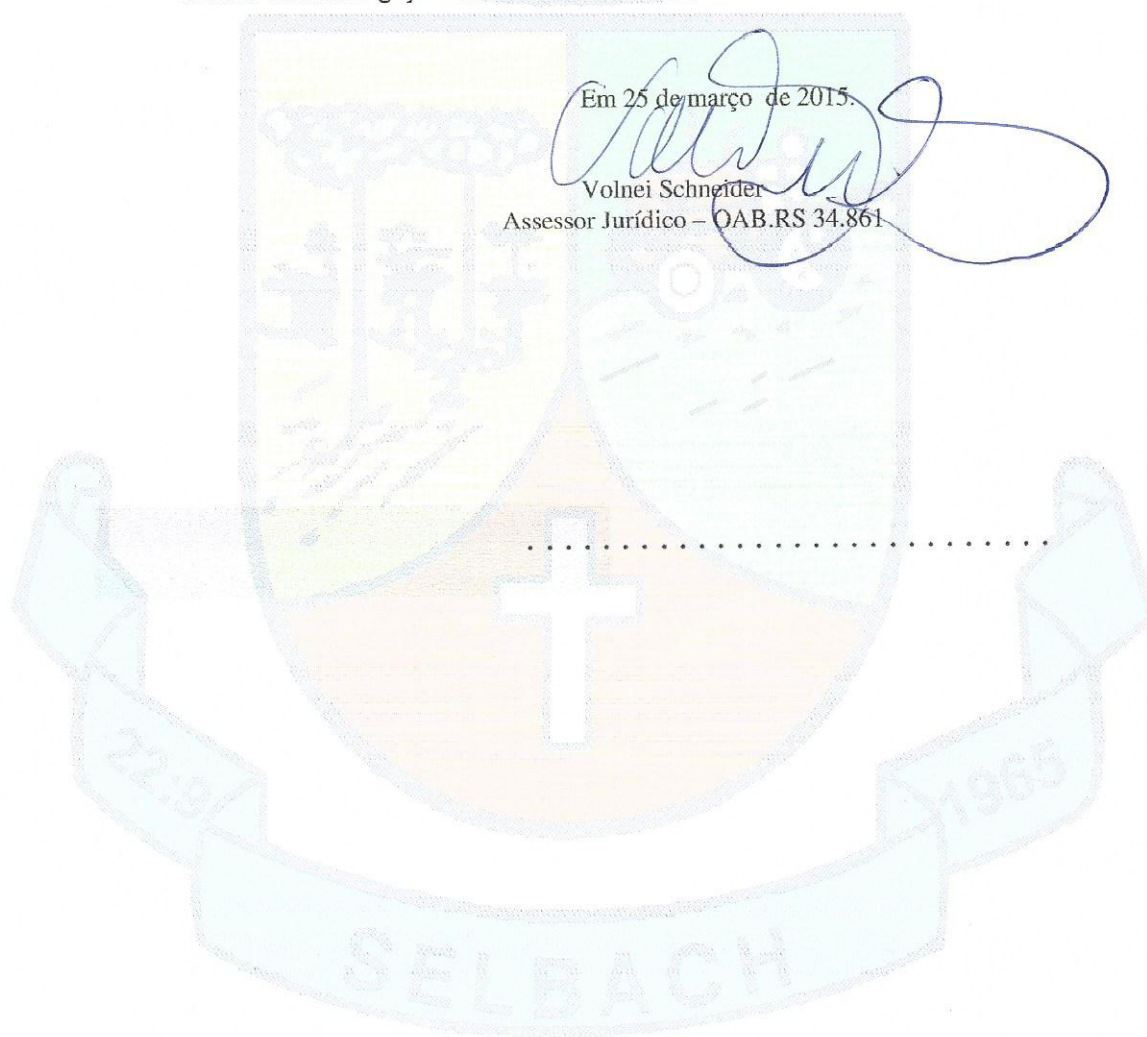 Em 25 de março de 2015.
Volnei Schneider
Assessor Jurídico – OAB.RS 34.861
. . . . . . . . . . . . . . . . . . . . . . . . . . . .
22.9
1965
SELBACH